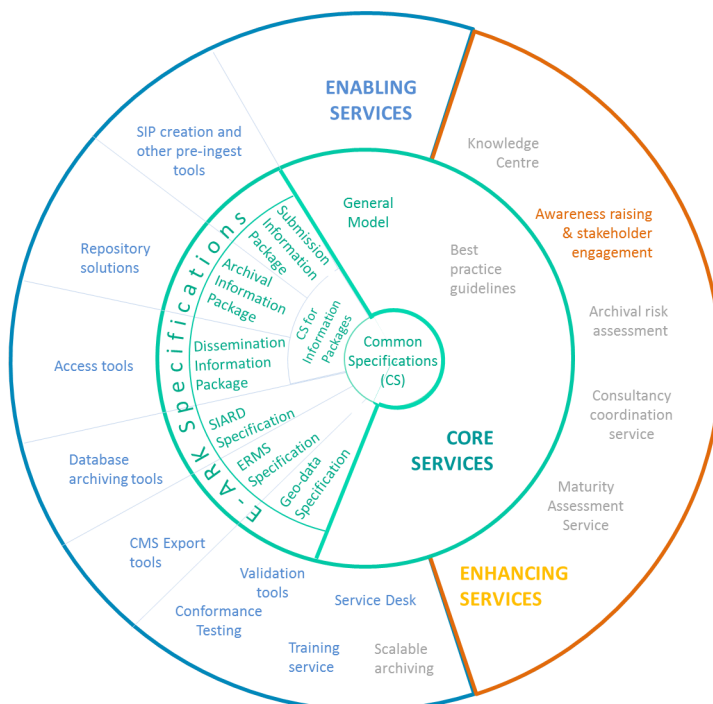 ENABLING
SERVICES
SIP creation and
other pre-ingest
tools
Repository
solutions
Access tools
Database
archiving tools
CMS Export
tools
Validation
tools
Conformance
Testing
Service Desk
Training
service
Scalable
archiving
E-ARK Specifications
Submission
Information
Package
Archival
Information
Package
Dissemination
Information
Package
CS for
Information
Packages
SIARD
Specification
ERMS
Specification
Geo-data
Specification
General
Model
Best
practice
guidelines
Common
Specifications
(CS)
CORE
SERVICES
Knowledge
Centre
Awareness raising
& stakeholder
engagement
Archival risk
assessment
Consultancy
coordination
service
Maturity
Assessment
Service
ENHANCING
SERVICES